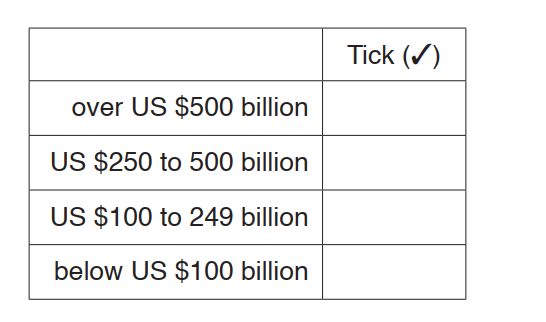 Tick (✓)
over US $500 billion
US $250 to 500 billion
US $100 to 249 billion
below US $100 billion